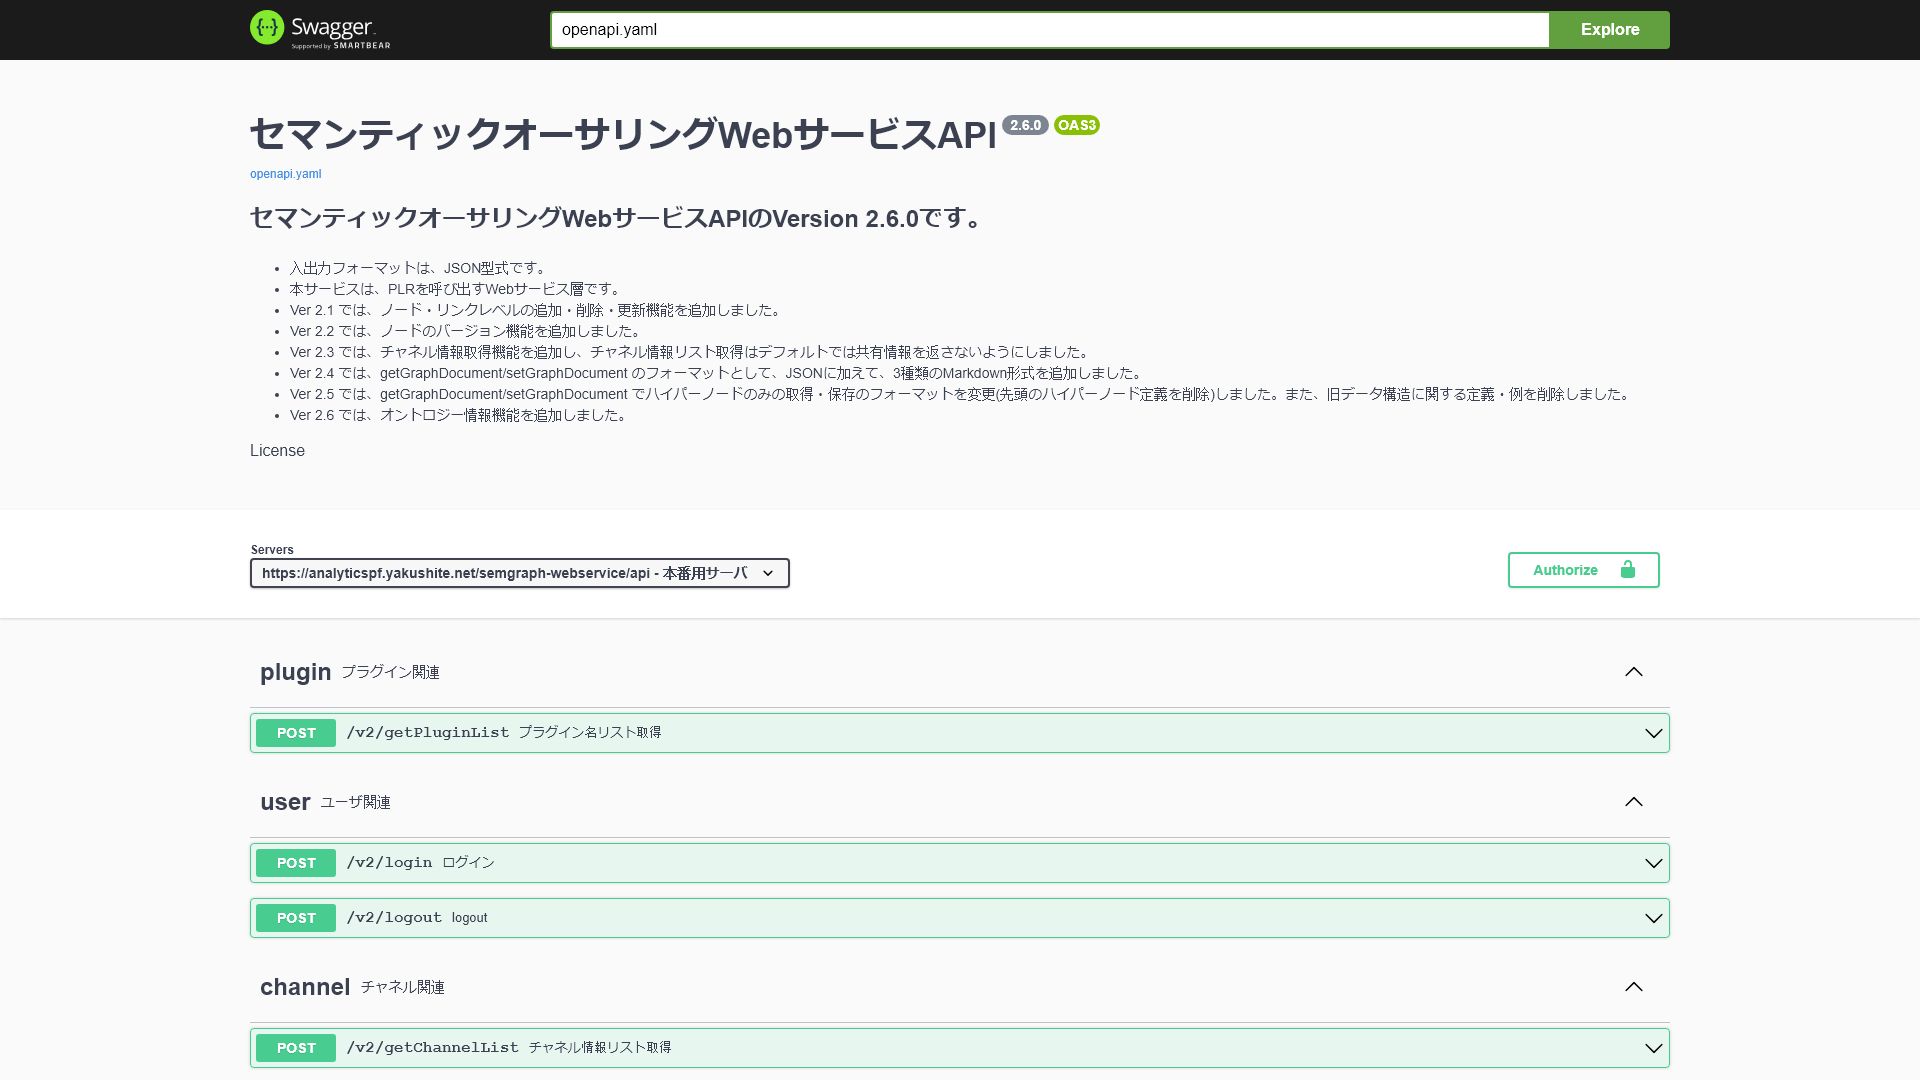 Swagger
Supported by SMARTBEAR
openapi.yaml
Explore
セマンティックオーサリングWebサービスAPI 2.6.0 OAS3
openapi.yaml
セマンティックオーサリングWebサービスAPIのVersion 2.6.0です。
• 入出力フォーマットは、JSON型式です。
• 本サービスは、PLRを呼び出すWebサービス層です。
• Ver 2.1 では、ノード・リンクレベルの追加・削除・更新機能を追加しました。
• Ver 2.2 では、ノードのバージョン機能を追加しました。
• Ver 2.3 では、チャネル情報取得機能を追加し、チャネル情報リスト取得はデフォルトでは共有情報を返さないようにしました。
• Ver 2.4 では、getGraphDocument/setGraphDocument のフォーマットとして、JSONに加えて、3種類のMarkdown形式を追加しました。
• Ver 2.5 では、getGraphDocument/setGraphDocument でハイパーノードのみの取得・保存のフォーマットを変更(先頭のハイパーノード定義を削除)しました。また、旧データ構造に関する定義・例を削除しました。
• Ver 2.6 では、オントロジー情報機能を追加しました。
License
Servers
https://analyticspf.yakushite.net/semgraph-webservice/api - 本番用サーバ
Authorize
plugin プラグイン関連
POST /v2/getPluginList プラグイン名リスト取得
user ユーザ関連
POST /v2/login ログイン
POST /v2/logout logout
channel チャネル関連
POST /v2/getChannelList チャネル情報リスト取得